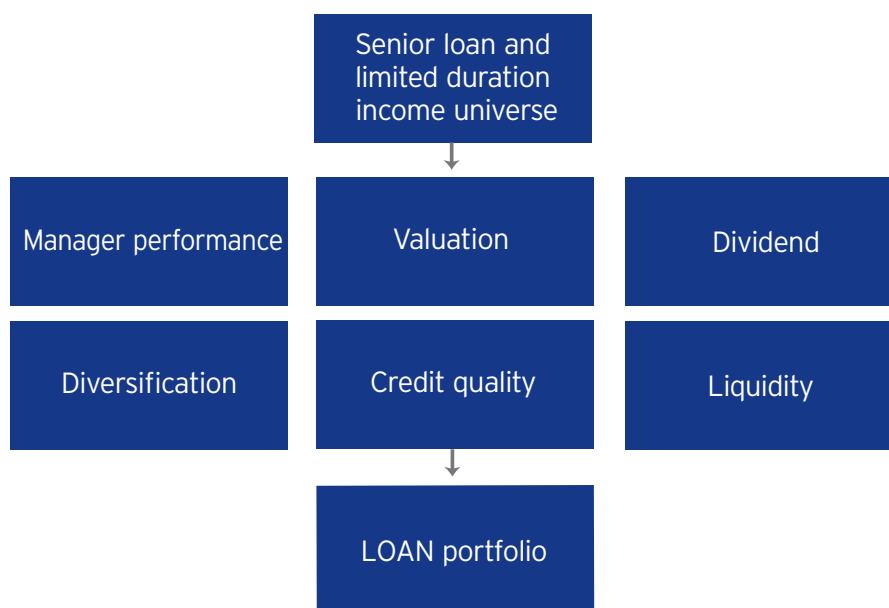 Senior loan and
limited duration
income universe
Manager performance
Valuation
Dividend
Diversification
Credit quality
Liquidity
LOAN portfolio